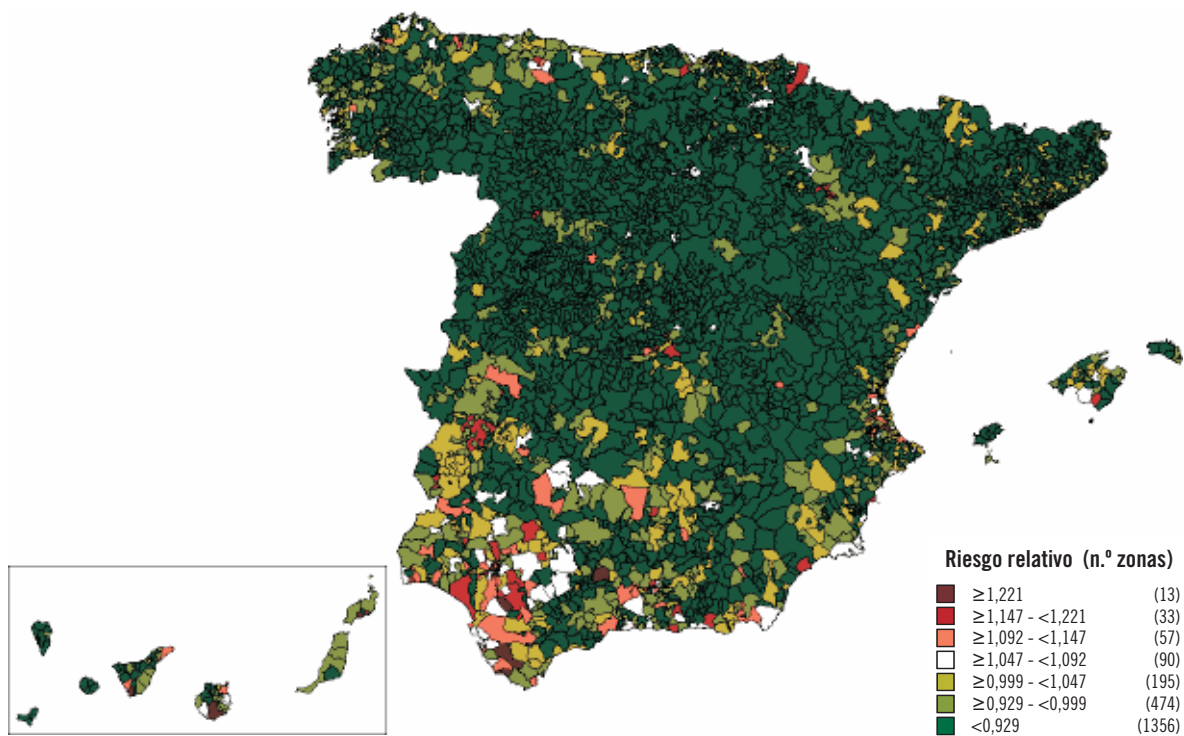 Riesgo relativo (n.º zonas)
≥1,221 (13)
≥1,147 - <1,221 (33)
≥1,092 - <1,147 (57)
≥1,047 - <1,092 (90)
≥0,999 - <1,047 (195)
≥0,929 - <0,999 (474)
<0,929 (1356)